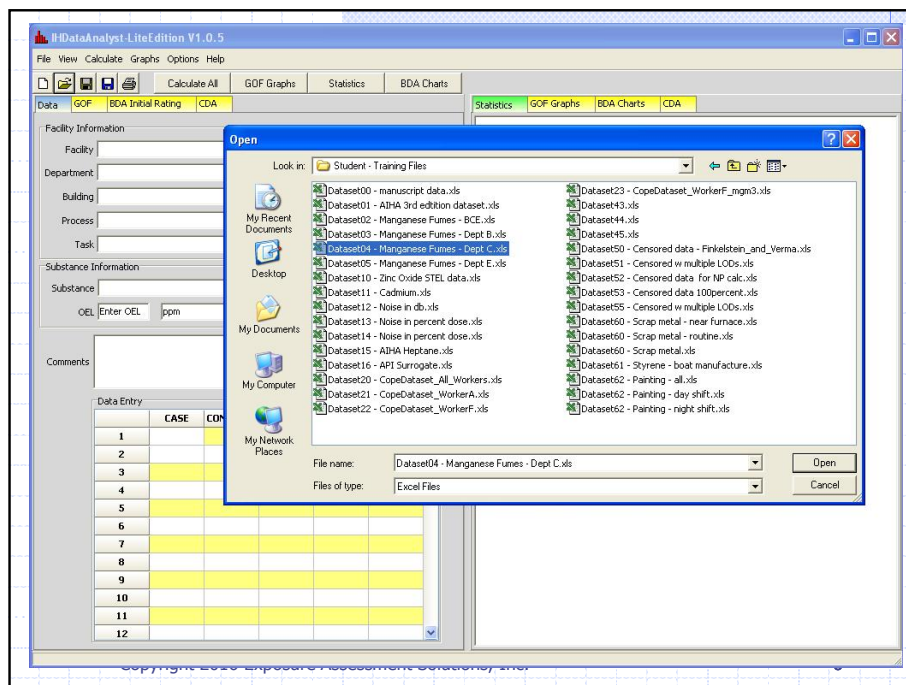 IHDataAnalyst-LiteEdition V1.0.5
File View Calculate Graphs Options Help
Calculate All GOF Graphs Statistics BDA Charts
Data GOF BDA Initial Rating CDA
Statistics GOF Graphs BDA Charts CDA
Facility Information
Facility
Department
Building
Process
Task
Substance Information
Substance
OEL Enter OEL ppm
Comments
Data Entry
CASE
1
2
3
4
5
6
7
8
9
10
11
12
Open
Look in: Student - Training Files
My Recent Documents
Desktop
My Documents
My Computer
My Network Places
Dataset00 - manuscript data.xls
Dataset01 - AIHA 3rd edtition dataset.xls
Dataset02 - Manganese Fumes - BCE.xls
Dataset03 - Manganese Fumes - Dept B.xls
Dataset04 - Manganese Fumes - Dept C.xls
Dataset05 - Manganese Fumes - Dept E.xls
Dataset10 - Zinc Oxide STEL data.xls
Dataset11 - Cadmium.xls
Dataset12 - Noise in db.xls
Dataset13 - Noise in percent dose.xls
Dataset14 - Noise in percent dose.xls
Dataset15 - AIHA Heptane.xls
Dataset16 - API Surrogate.xls
Dataset20 - CopeDataset_All_Workers.xls
Dataset21 - CopeDataset_WorkerA.xls
Dataset22 - CopeDataset_WorkerF.xls
Dataset23 - CopeDataset_WorkerF_mgm3.xls
Dataset43.xls
Dataset44.xls
Dataset45.xls
Dataset50 - Censored data - Finkelstein_and_Verma.xls
Dataset51 - Censored w multiple LODs.xls
Dataset52 - Censored data for NP calc.xls
Dataset53 - Censored data 100percent.xls
Dataset55 - Censored w multiple LODs.xls
Dataset60 - Scrap metal - near furnace.xls
Dataset60 - Scrap metal - routine.xls
Dataset60 - Scrap metal.xls
Dataset61 - Styrene - boat manufacture.xls
Dataset62 - Painting - all.xls
Dataset62 - Painting - day shift.xls
Dataset62 - Painting - night shift.xls
File name: Dataset04 - Manganese Fumes - Dept C.xls Open
Files of type: Excel Files Cancel
Copyright 2010 Exposure Assessment Solutions, Inc.